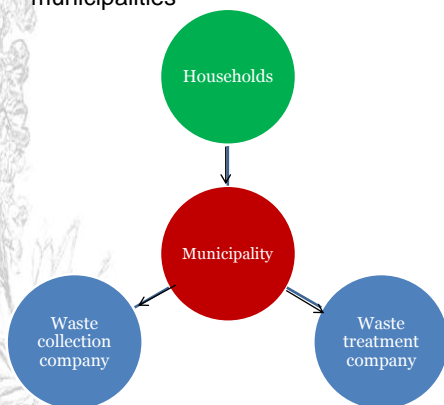 municipalities
Households
Municipality
Waste
collection
company
Waste
treatment
company